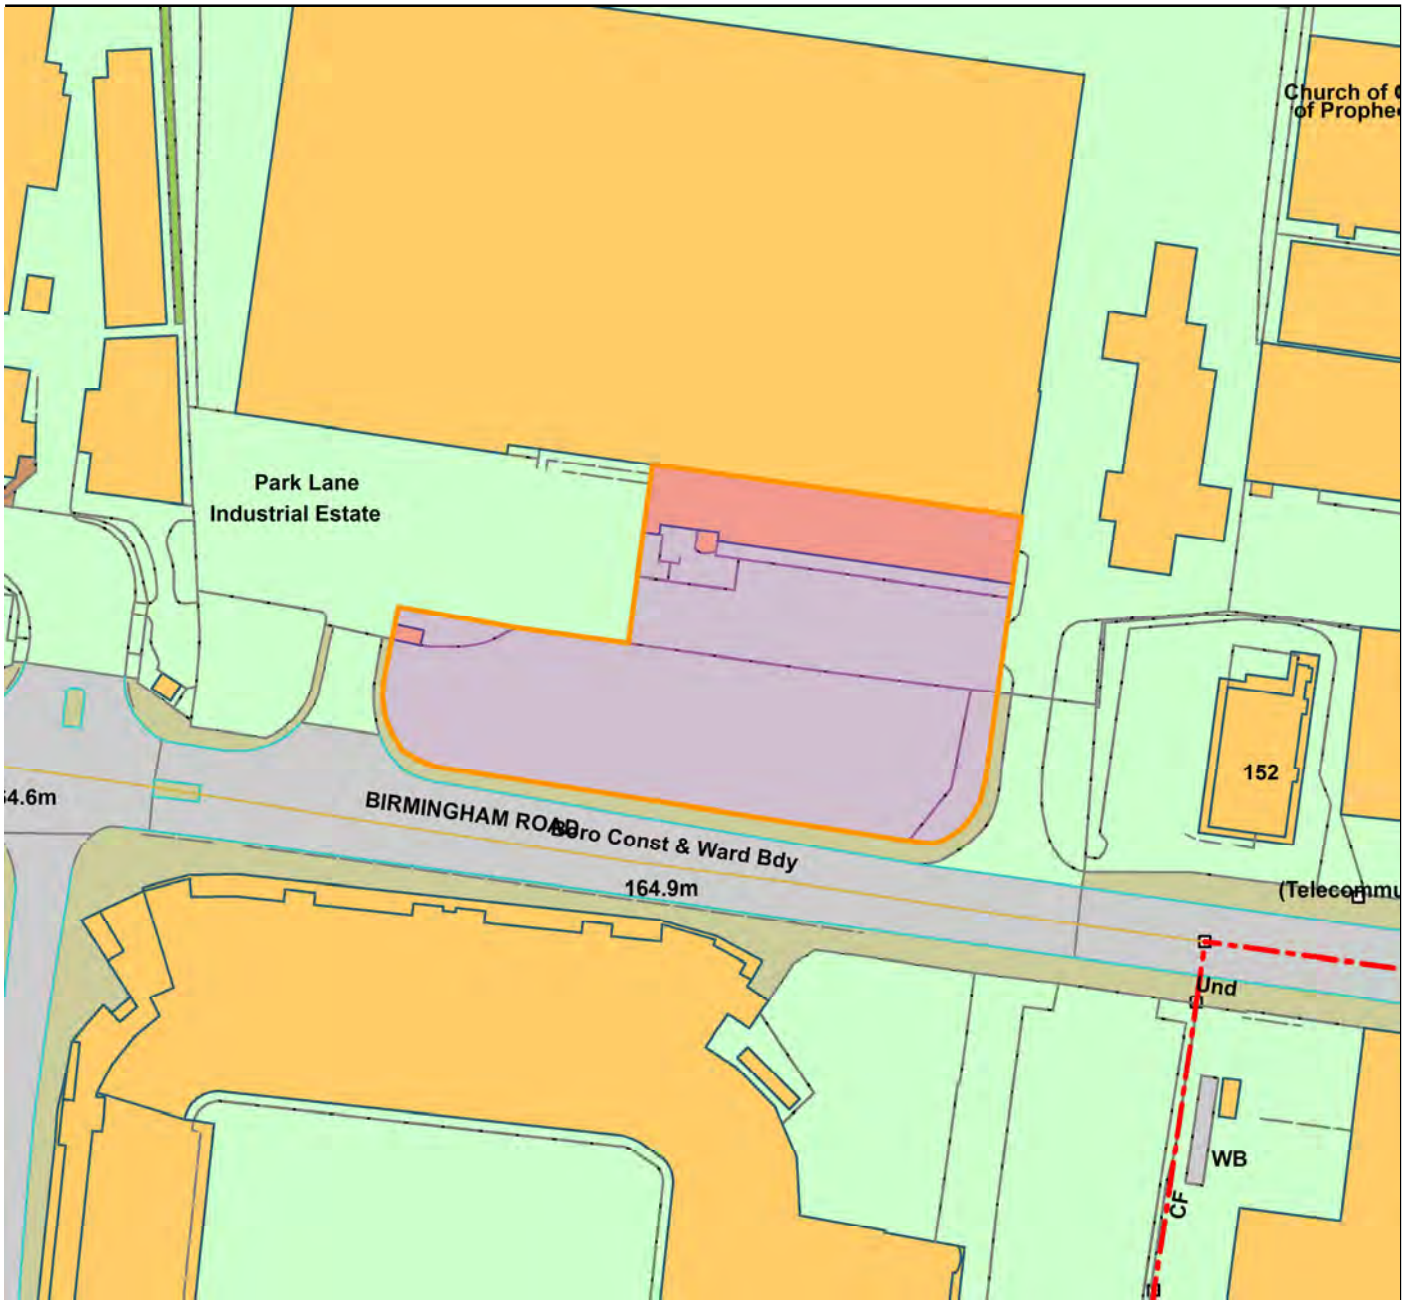 Church of
of Prophe
Park Lane
Industrial Estate
152
4.6m
BIRMINGHAM ROAD
Boro Const & Ward Bdy
164.9m
(Telecommu
Und
WB
CF